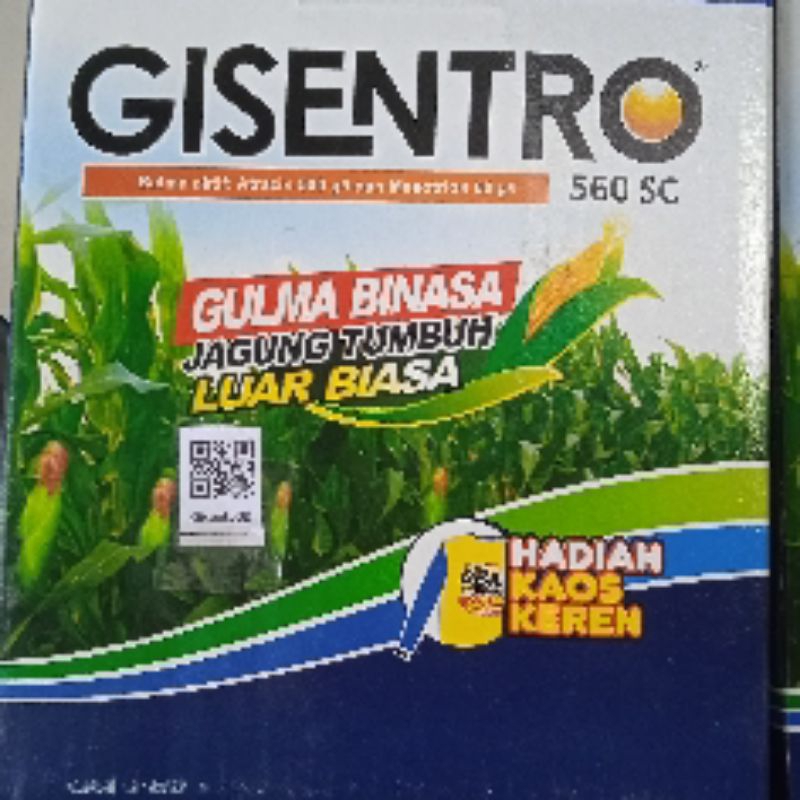 GISENTRO
560 SC
GULMA BINASA
JAGUNG TUMBUH
LUAR BIASA
HADIAH
KAOS
KEREN